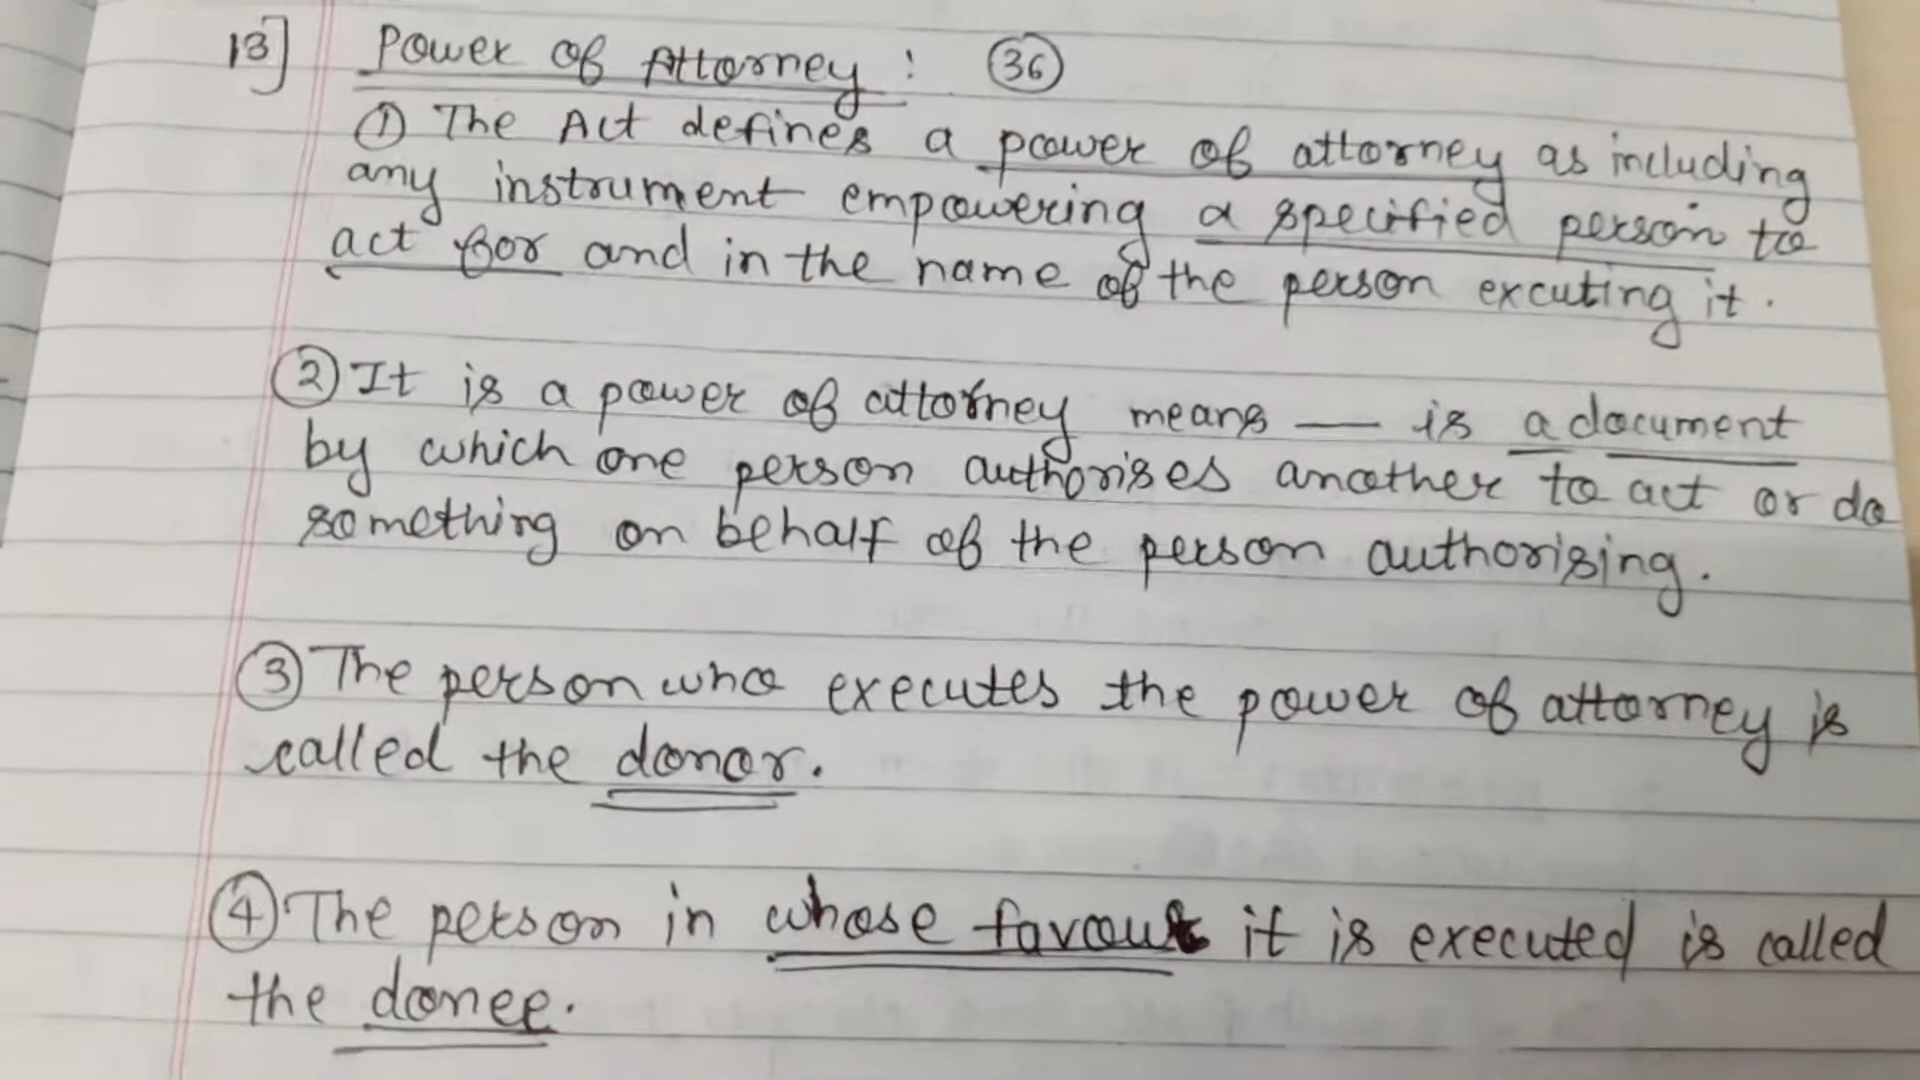 13] Power of Attorney : (36)
① The Act defines a power of attorney as including
any instrument empowering a specified person to
act for and in the name of the person excuting it.
② It is a power of attorney means — is a document
by which one person authorises another to act or do
something on behalf of the person authorising.
③ The person who executes the power of attorney is
called the donor.
④ The person in whose favour it is executed is called
the donee.